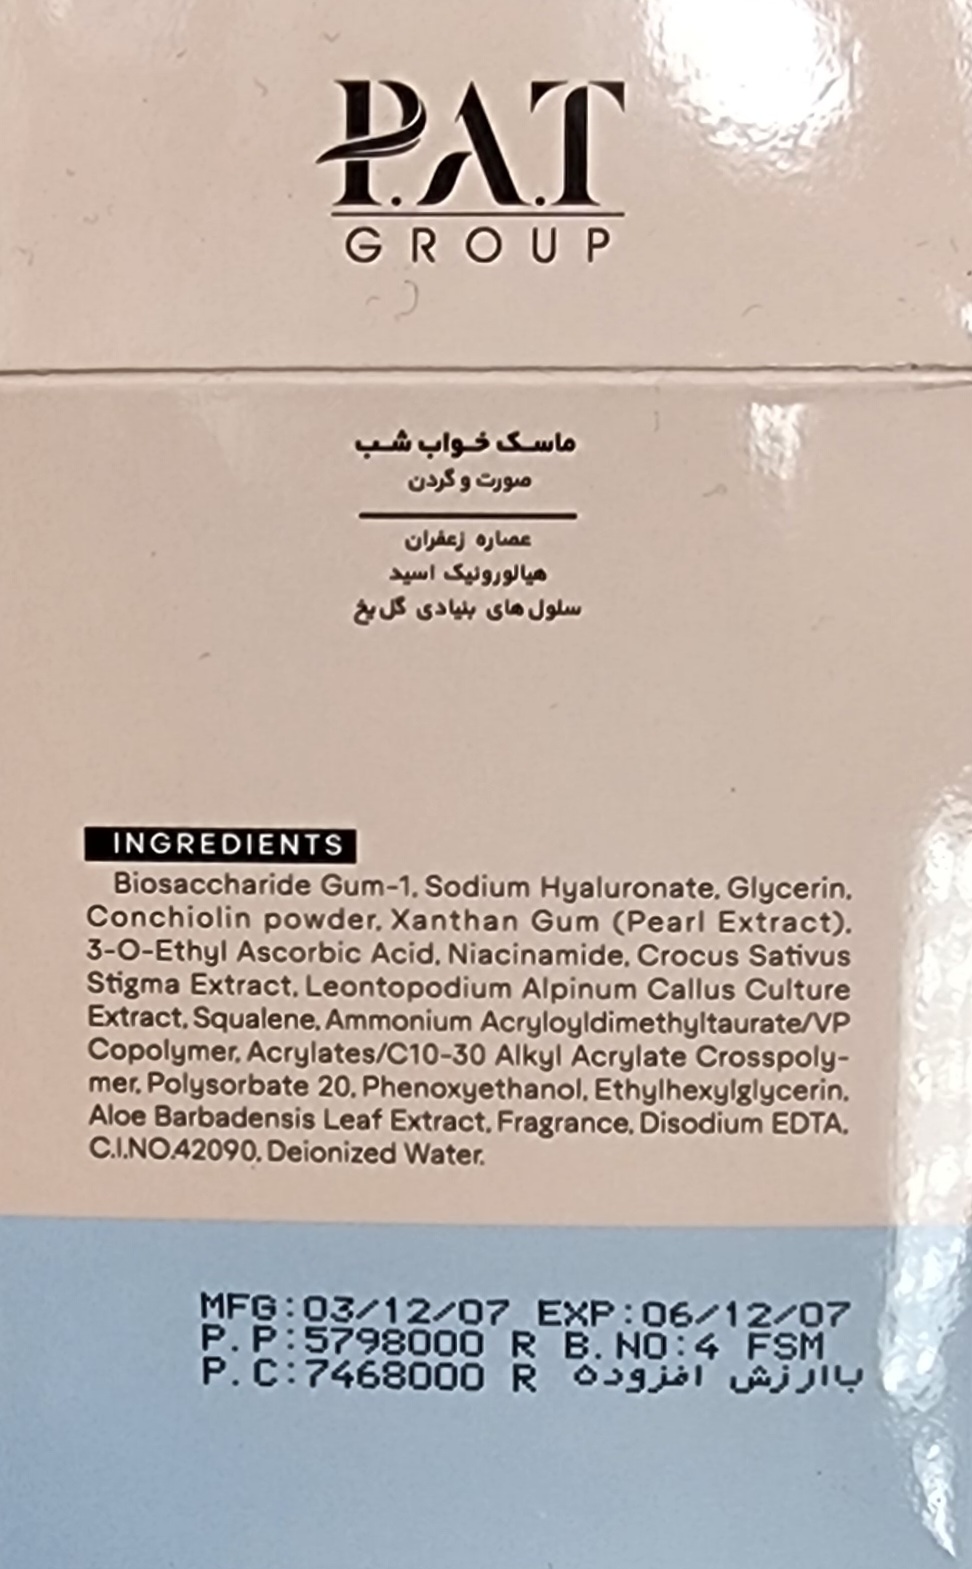 P.A.T
GROUP
ماسک خواب شب
صورت و گردن
عصاره زعفران
هیالورونیک اسید
سلول های بنیادی گل یخ
INGREDIENTS
Biosaccharide Gum-1, Sodium Hyaluronate, Glycerin,
Conchiolin powder, Xanthan Gum (Pearl Extract),
3-O-Ethyl Ascorbic Acid, Niacinamide, Crocus Sativus
Stigma Extract, Leontopodium Alpinum Callus Culture
Extract, Squalene, Ammonium Acryloyldimethyltaurate/VP
Copolymer, Acrylates/C10-30 Alkyl Acrylate Crosspoly-
mer, Polysorbate 20, Phenoxyethanol, Ethylhexylglycerin,
Aloe Barbadensis Leaf Extract, Fragrance, Disodium EDTA,
C.I.NO.42090, Deionized Water.
MFG:03/12/07 EXP:06/12/07
P.P:5798000 R B.NO:4 FSM
P.C:7468000 R باارزش افزوده